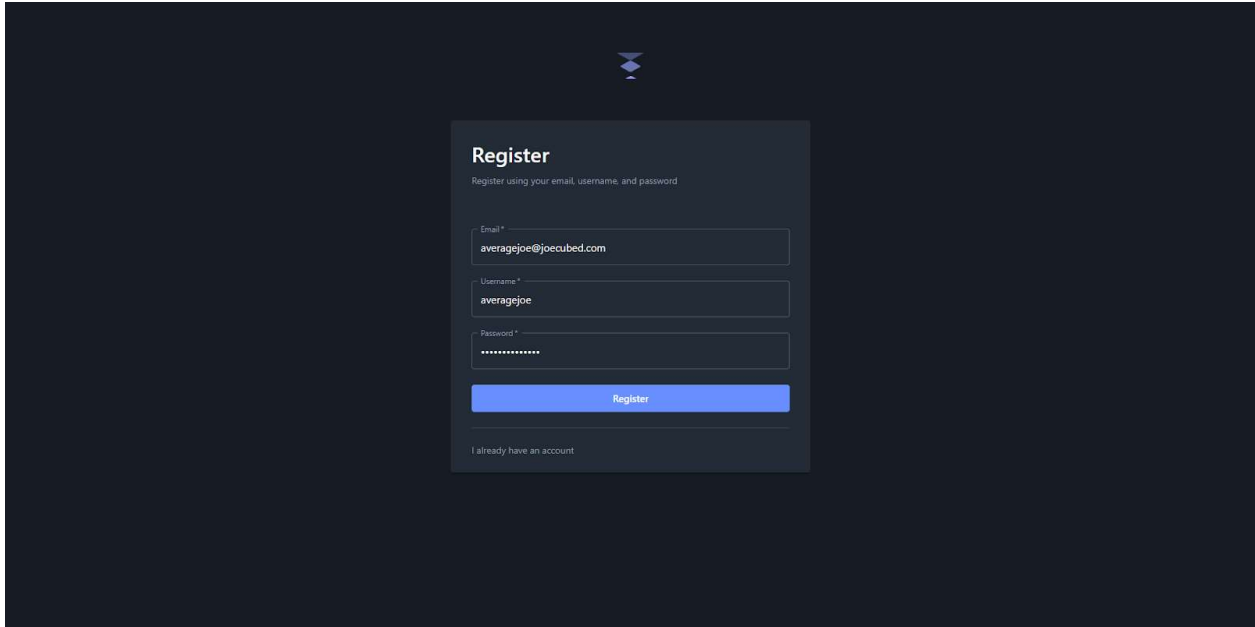 Register
Register using your email, username, and password
Email *
averagejoe@joecubed.com
Username *
averagejoe
Password *
••••••••••••••
Register
I already have an account